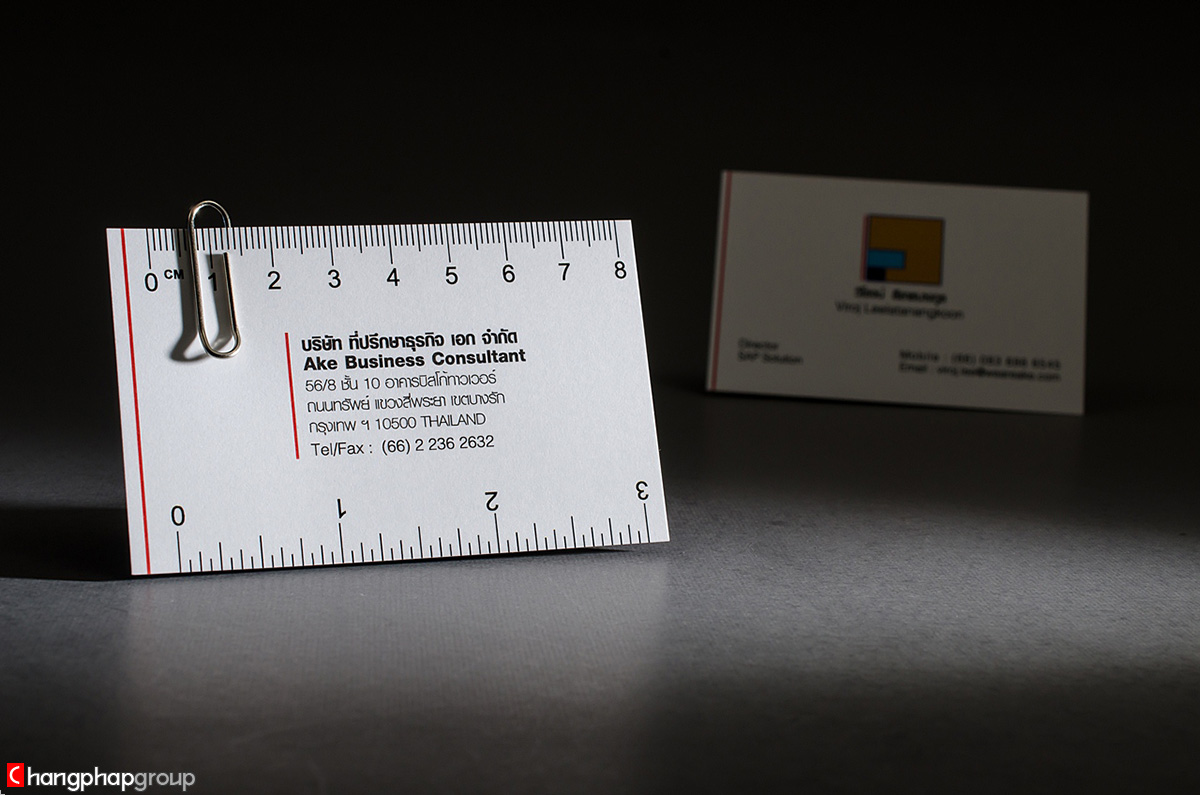 0 CM 1 2 3 4 5 6 7 8
บริษัท ที่ปรึกษาธุรกิจ เอก จำกัด
Ake Business Consultant
56/8 ชั้น 10 อาคารบิสโก้ทาวเวอร์
ถนนทรัพย์ แขวงสี่พระยา เขตบางรัก
กรุงเทพ ฯ 10500 THAILAND
Tel/Fax : (66) 2 236 2632
0 1 2 3
Director
SAP Solution
Mobile :
Email :
Changphapgroup